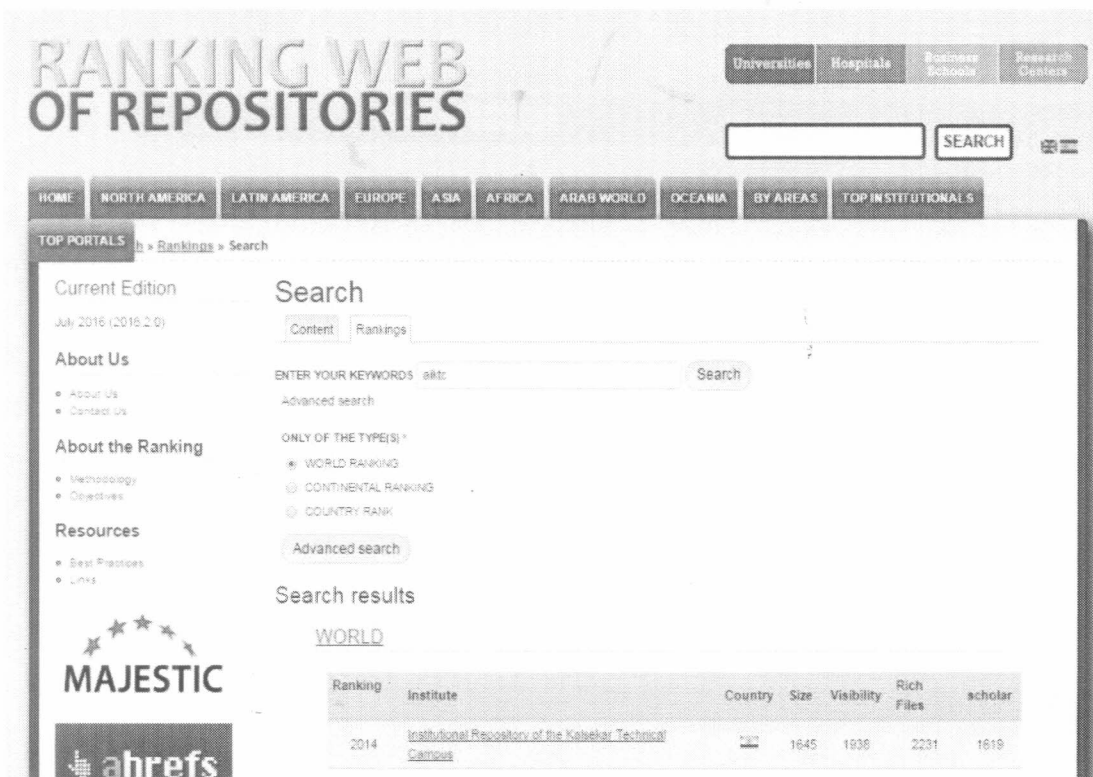 RANKING WEB
OF REPOSITORIES
Universities Hospitals Business Schools Research Centers
SEARCH
HOME NORTH AMERICA LATIN AMERICA EUROPE ASIA AFRICA ARAB WORLD OCEANIA BY AREAS TOP INSTITUTIONALS
TOP PORTALS h » Rankings » Search
Current Edition
July 2016 (2016.2.0)
About Us
About Us
Contact Us
About the Ranking
Methodology
Objectives
Resources
Best Practices
Links
MAJESTIC
ahrefs
Search
Content Rankings
ENTER YOUR KEYWORDS aiktc Search
Advanced search
ONLY OF THE TYPE(S) *
WORLD RANKING
CONTINENTAL RANKING
COUNTRY RANK
Advanced search
Search results
WORLD
Ranking Institute Country Size Visibility Rich Files scholar
2014 Institutional Repository of the Kalsekar Technical Campus 1645 1938 2231 1619